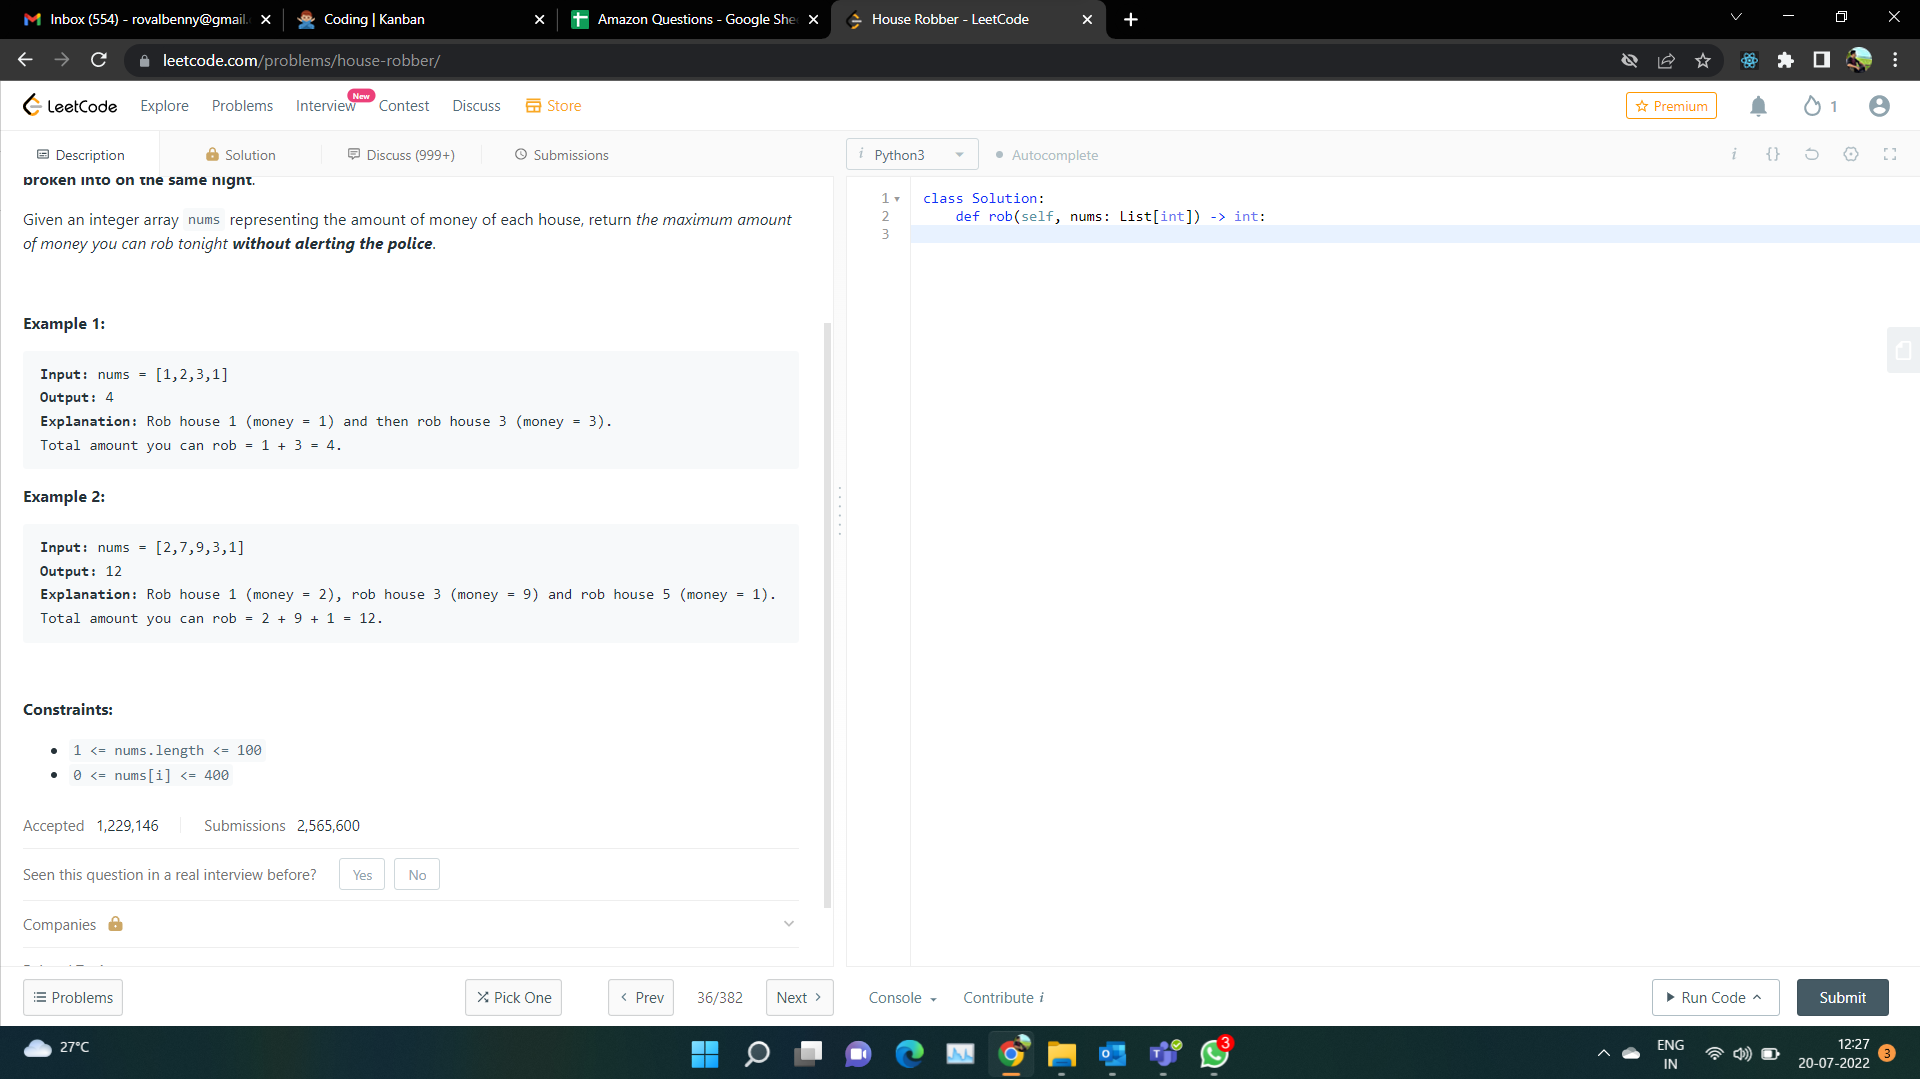 Inbox (554) - rovalbenny@gmail.
Coding | Kanban
Amazon Questions - Google She
House Robber - LeetCode
leetcode.com/problems/house-robber/
LeetCode
Explore
Problems
Interview
New
Contest
Discuss
Store
Premium
1
Description
Solution
Discuss (999+)
Submissions
i Python3
Autocomplete
i {}
broken into on the same night.
Given an integer array nums representing the amount of money of each house, return the maximum amount
of money you can rob tonight without alerting the police.
Example 1:
Input: nums = [1,2,3,1]
Output: 4
Explanation: Rob house 1 (money = 1) and then rob house 3 (money = 3).
Total amount you can rob = 1 + 3 = 4.
Example 2:
Input: nums = [2,7,9,3,1]
Output: 12
Explanation: Rob house 1 (money = 2), rob house 3 (money = 9) and rob house 5 (money = 1).
Total amount you can rob = 2 + 9 + 1 = 12.
Constraints:
1 <= nums.length <= 100
0 <= nums[i] <= 400
Accepted 1,229,146
Submissions 2,565,600
Seen this question in a real interview before?
Yes
No
Companies
1 class Solution:
2 def rob(self, nums: List[int]) -> int:
3
Problems
Pick One
Prev
36/382
Next
Console
Contribute i
Run Code
Submit
27°C
3
ENG
IN
12:27
20-07-2022
3